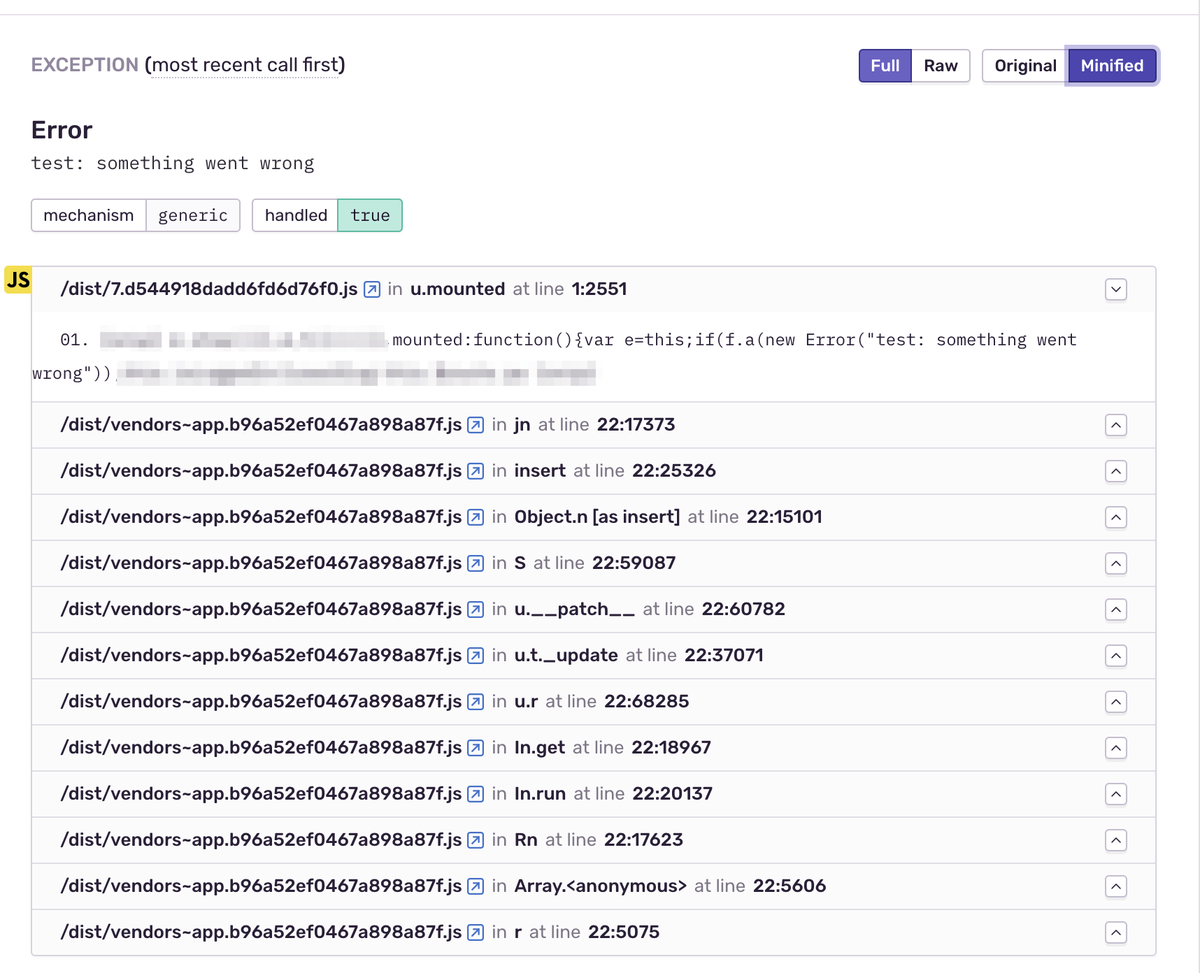 EXCEPTION (most recent call first)
Full Raw Original Minified
Error
test: something went wrong
mechanism generic handled true
JS
/dist/7.d544918dadd6fd6d76f0.js in u.mounted at line 1:2551
01. .mounted:function(){var e=this;if(f.a(new Error("test: something went
wrong"))
/dist/vendors~app.b96a52ef0467a898a87f.js in jn at line 22:17373
/dist/vendors~app.b96a52ef0467a898a87f.js in insert at line 22:25326
/dist/vendors~app.b96a52ef0467a898a87f.js in Object.n [as insert] at line 22:15101
/dist/vendors~app.b96a52ef0467a898a87f.js in S at line 22:59087
/dist/vendors~app.b96a52ef0467a898a87f.js in u.__patch__ at line 22:60782
/dist/vendors~app.b96a52ef0467a898a87f.js in u.t._update at line 22:37071
/dist/vendors~app.b96a52ef0467a898a87f.js in u.r at line 22:68285
/dist/vendors~app.b96a52ef0467a898a87f.js in In.get at line 22:18967
/dist/vendors~app.b96a52ef0467a898a87f.js in In.run at line 22:20137
/dist/vendors~app.b96a52ef0467a898a87f.js in Rn at line 22:17623
/dist/vendors~app.b96a52ef0467a898a87f.js in Array.<anonymous> at line 22:5606
/dist/vendors~app.b96a52ef0467a898a87f.js in r at line 22:5075